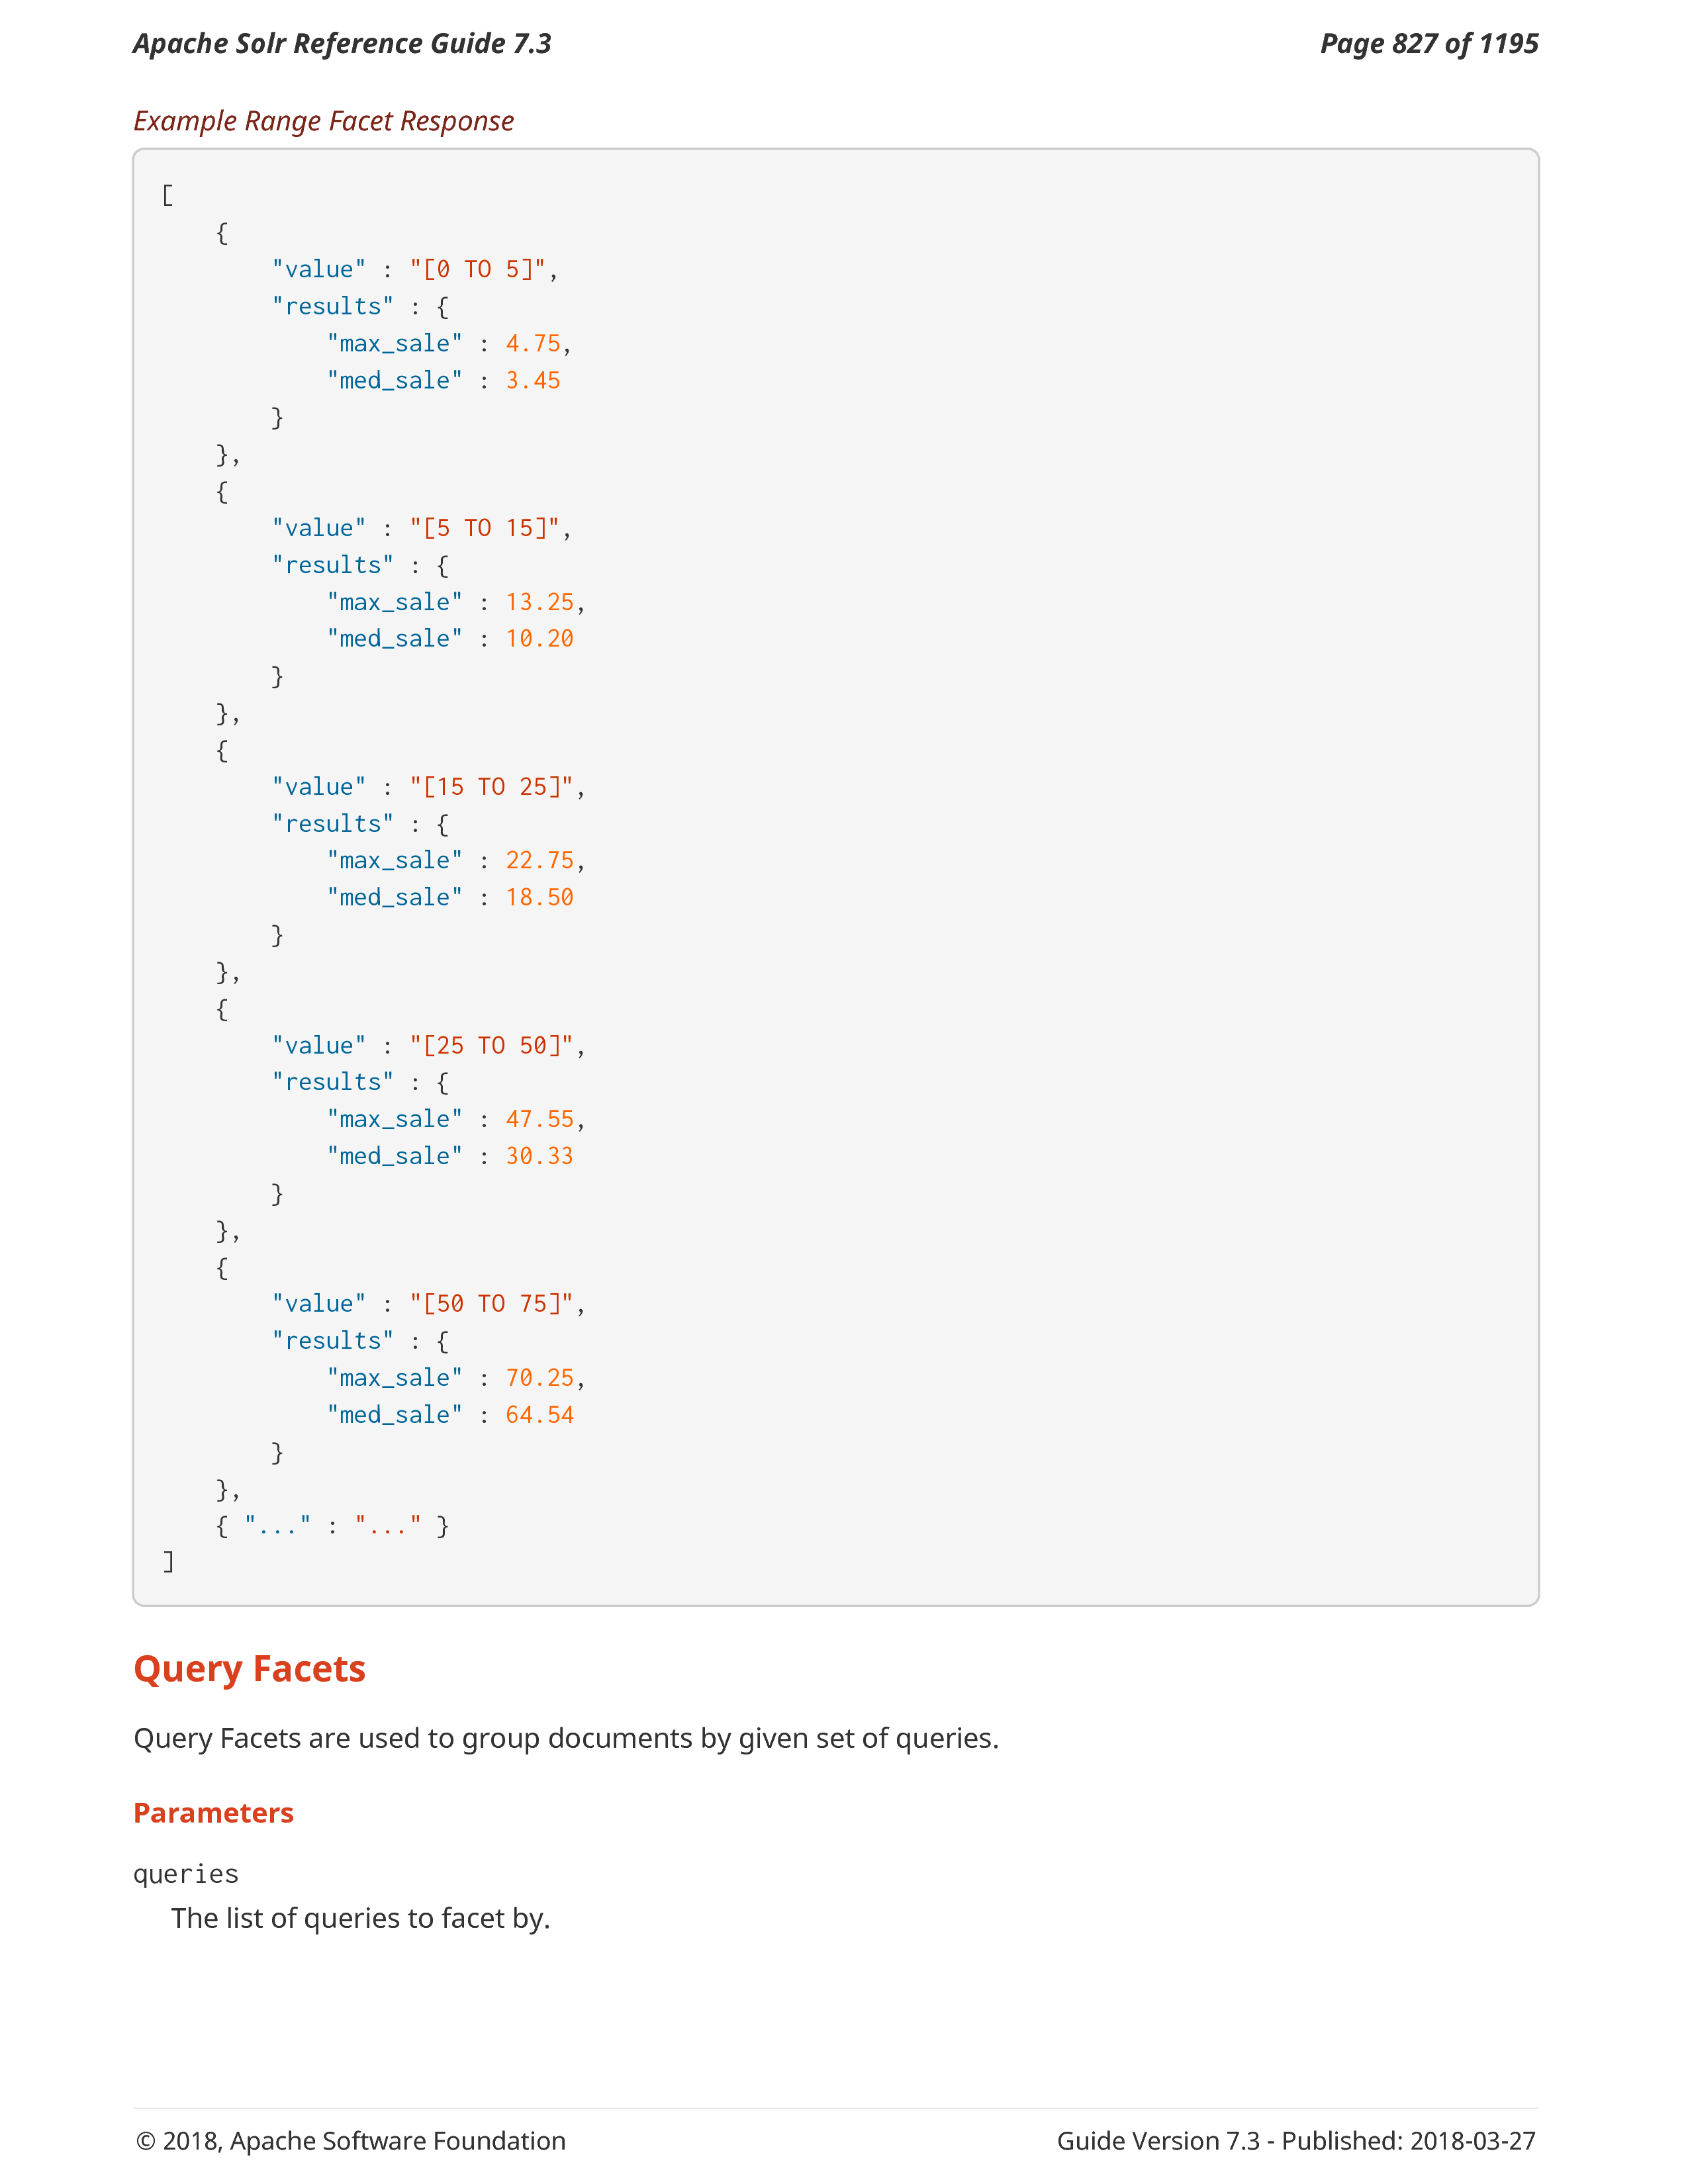 Apache Solr Reference Guide 7.3 Page 827 of 1195
Example Range Facet Response
[
    {
        "value" : "[0 TO 5]",
        "results" : {
            "max_sale" : 4.75,
            "med_sale" : 3.45
        }
    },
    {
        "value" : "[5 TO 15]",
        "results" : {
            "max_sale" : 13.25,
            "med_sale" : 10.20
        }
    },
    {
        "value" : "[15 TO 25]",
        "results" : {
            "max_sale" : 22.75,
            "med_sale" : 18.50
        }
    },
    {
        "value" : "[25 TO 50]",
        "results" : {
            "max_sale" : 47.55,
            "med_sale" : 30.33
        }
    },
    {
        "value" : "[50 TO 75]",
        "results" : {
            "max_sale" : 70.25,
            "med_sale" : 64.54
        }
    },
    { "..." : "..." }
]
Query Facets
Query Facets are used to group documents by given set of queries.
Parameters
queries
The list of queries to facet by.
© 2018, Apache Software Foundation Guide Version 7.3 - Published: 2018-03-27